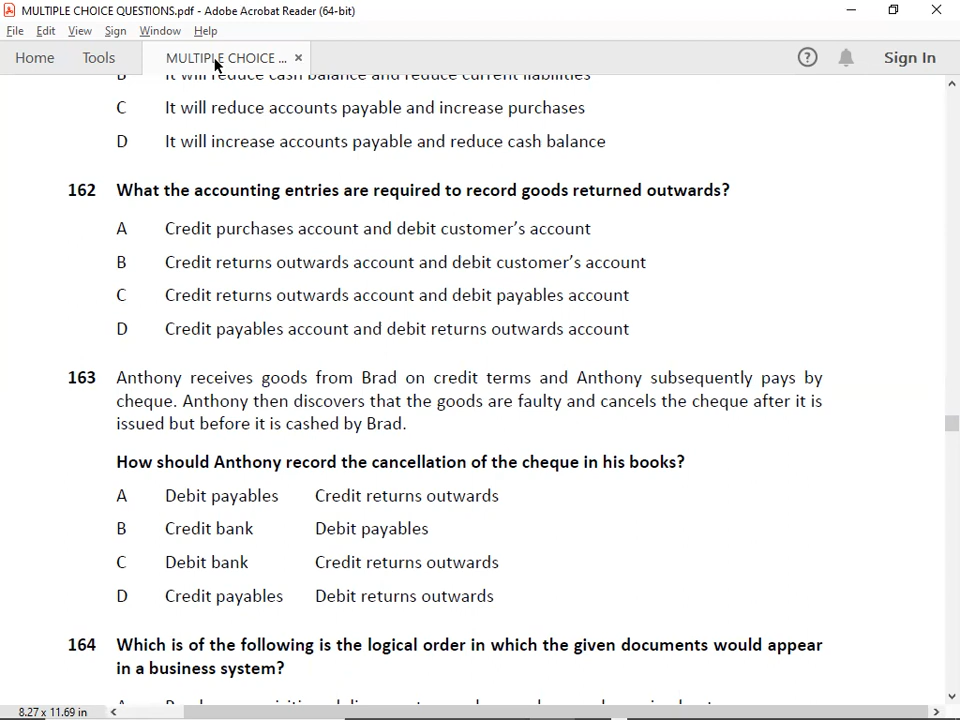 MULTIPLE CHOICE QUESTIONS.pdf - Adobe Acrobat Reader (64-bit)
File Edit View Sign Window Help
Home Tools MULTIPLE CHOICE ... × Sign In
B It will reduce cash balance and reduce current liabilities
C It will reduce accounts payable and increase purchases
D It will increase accounts payable and reduce cash balance
162 What the accounting entries are required to record goods returned outwards?
A Credit purchases account and debit customer’s account
B Credit returns outwards account and debit customer’s account
C Credit returns outwards account and debit payables account
D Credit payables account and debit returns outwards account
163 Anthony receives goods from Brad on credit terms and Anthony subsequently pays by
cheque. Anthony then discovers that the goods are faulty and cancels the cheque after it is
issued but before it is cashed by Brad.
How should Anthony record the cancellation of the cheque in his books?
A Debit payables Credit returns outwards
B Credit bank Debit payables
C Debit bank Credit returns outwards
D Credit payables Debit returns outwards
164 Which is of the following is the logical order in which the given documents would appear
in a business system?
8.27 x 11.69 in